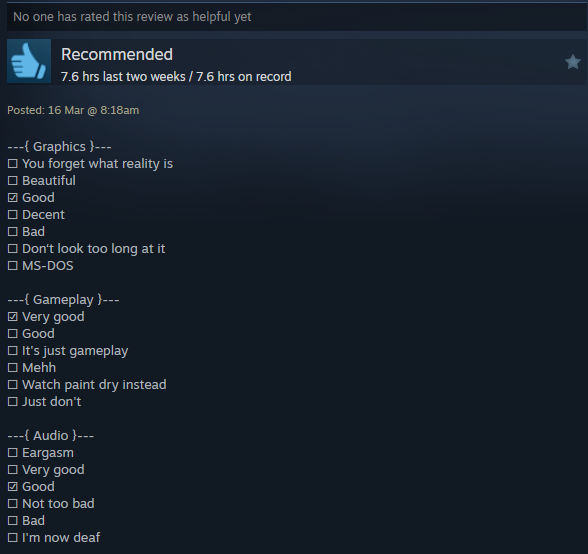 No one has rated this review as helpful yet
Recommended
7.6 hrs last two weeks / 7.6 hrs on record
Posted: 16 Mar @ 8:18am
---{ Graphics }---
☐ You forget what reality is
☐ Beautiful
☑ Good
☐ Decent
☐ Bad
☐ Don‘t look too long at it
☐ MS-DOS
---{ Gameplay }---
☑ Very good
☐ Good
☐ It's just gameplay
☐ Mehh
☐ Watch paint dry instead
☐ Just don't
---{ Audio }---
☐ Eargasm
☐ Very good
☑ Good
☐ Not too bad
☐ Bad
☐ I'm now deaf